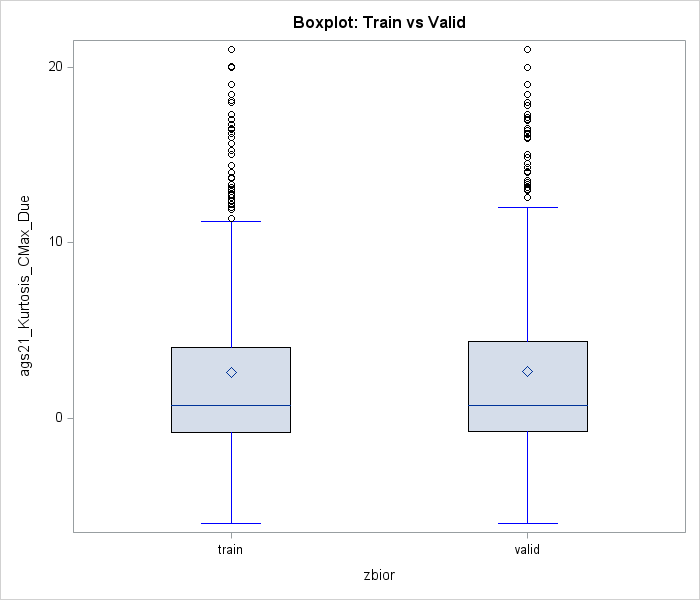 Boxplot: Train vs Valid
20
10
0
ags21_Kurtosis_CMax_Due
train
valid
zbior